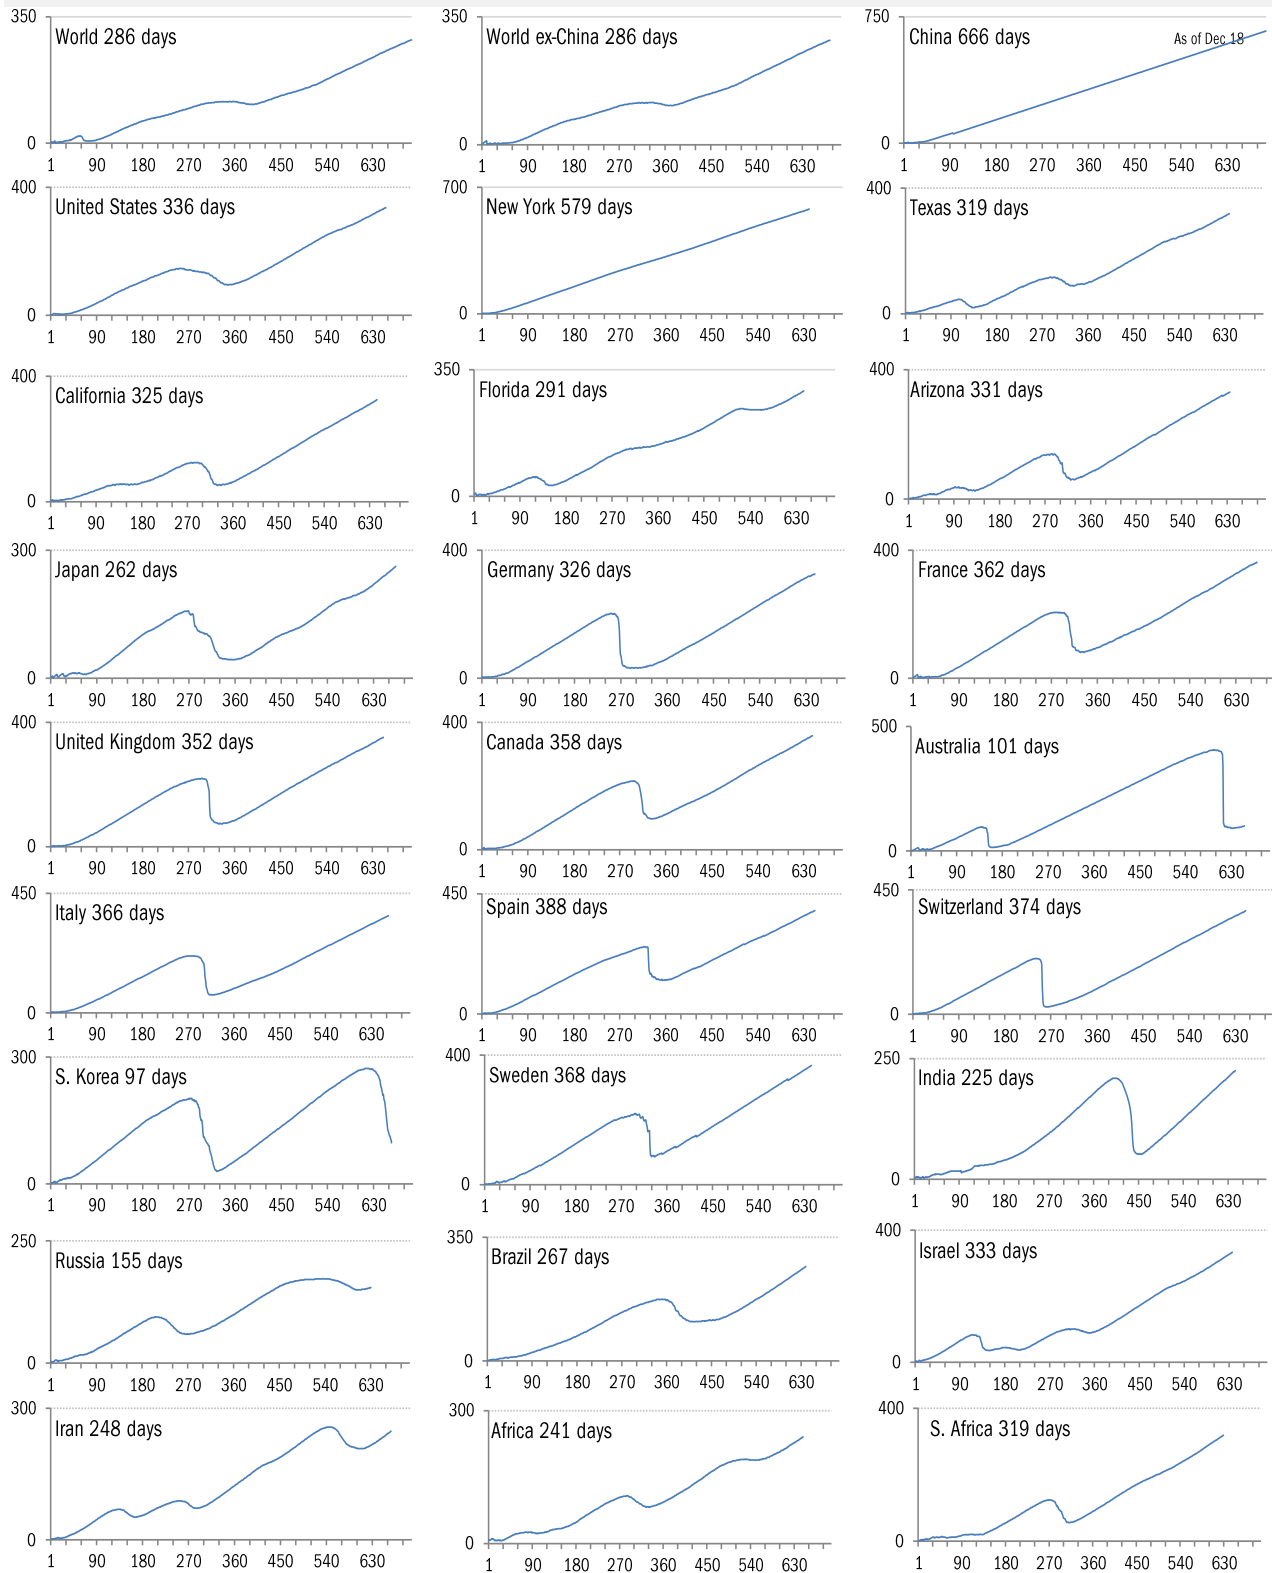 350 350 750
World 286 days World ex-China 286 days China 666 days As of Dec 18
0 0 0
1 90 180 270 360 450 540 630 1 90 180 270 360 450 540 630 1 90 180 270 360 450 540 630
400 700 400
United States 336 days New York 579 days Texas 319 days
0 0 0
1 90 180 270 360 450 540 630 1 90 180 270 360 450 540 630 1 90 180 270 360 450 540 630
400 350 400
California 325 days Florida 291 days Arizona 331 days
0 0 0
1 90 180 270 360 450 540 630 1 90 180 270 360 450 540 630 1 90 180 270 360 450 540 630
300 400 400
Japan 262 days Germany 326 days France 362 days
0 0 0
1 90 180 270 360 450 540 630 1 90 180 270 360 450 540 630 1 90 180 270 360 450 540 630
400 400 500
United Kingdom 352 days Canada 358 days Australia 101 days
0 0 0
1 90 180 270 360 450 540 630 1 90 180 270 360 450 540 630 1 90 180 270 360 450 540 630
450 450 450
Italy 366 days Spain 388 days Switzerland 374 days
0 0 0
1 90 180 270 360 450 540 630 1 90 180 270 360 450 540 630 1 90 180 270 360 450 540 630
300 400 250
S. Korea 97 days Sweden 368 days India 225 days
0 0 0
1 90 180 270 360 450 540 630 1 90 180 270 360 450 540 630 1 90 180 270 360 450 540 630
250 350 400
Russia 155 days Brazil 267 days Israel 333 days
0 0 0
1 90 180 270 360 450 540 630 1 90 180 270 360 450 540 630 1 90 180 270 360 450 540 630
300 300 400
Iran 248 days Africa 241 days S. Africa 319 days
0 0 0
1 90 180 270 360 450 540 630 1 90 180 270 360 450 540 630 1 90 180 270 360 450 540 630